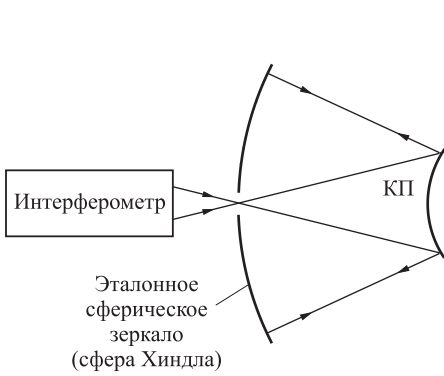 КП
Интерферометр
Эталонное
сферическое
зеркало
(сфера Хиндла)